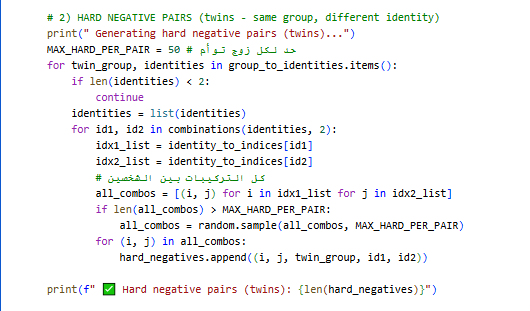 # 2) HARD NEGATIVE PAIRS (twins - same group, different identity)
print(" Generating hard negative pairs (twins)...")
MAX_HARD_PER_PAIR = 50 # حد لكل زوج توأم
for twin_group, identities in group_to_identities.items():
    if len(identities) < 2:
        continue
    identities = list(identities)
    for id1, id2 in combinations(identities, 2):
        idx1_list = identity_to_indices[id1]
        idx2_list = identity_to_indices[id2]
        # كل التركيبات بين الشخصين
        all_combos = [(i, j) for i in idx1_list for j in idx2_list]
        if len(all_combos) > MAX_HARD_PER_PAIR:
            all_combos = random.sample(all_combos, MAX_HARD_PER_PAIR)
        for (i, j) in all_combos:
            hard_negatives.append((i, j, twin_group, id1, id2))
print(f" ✅ Hard negative pairs (twins): {len(hard_negatives)}")